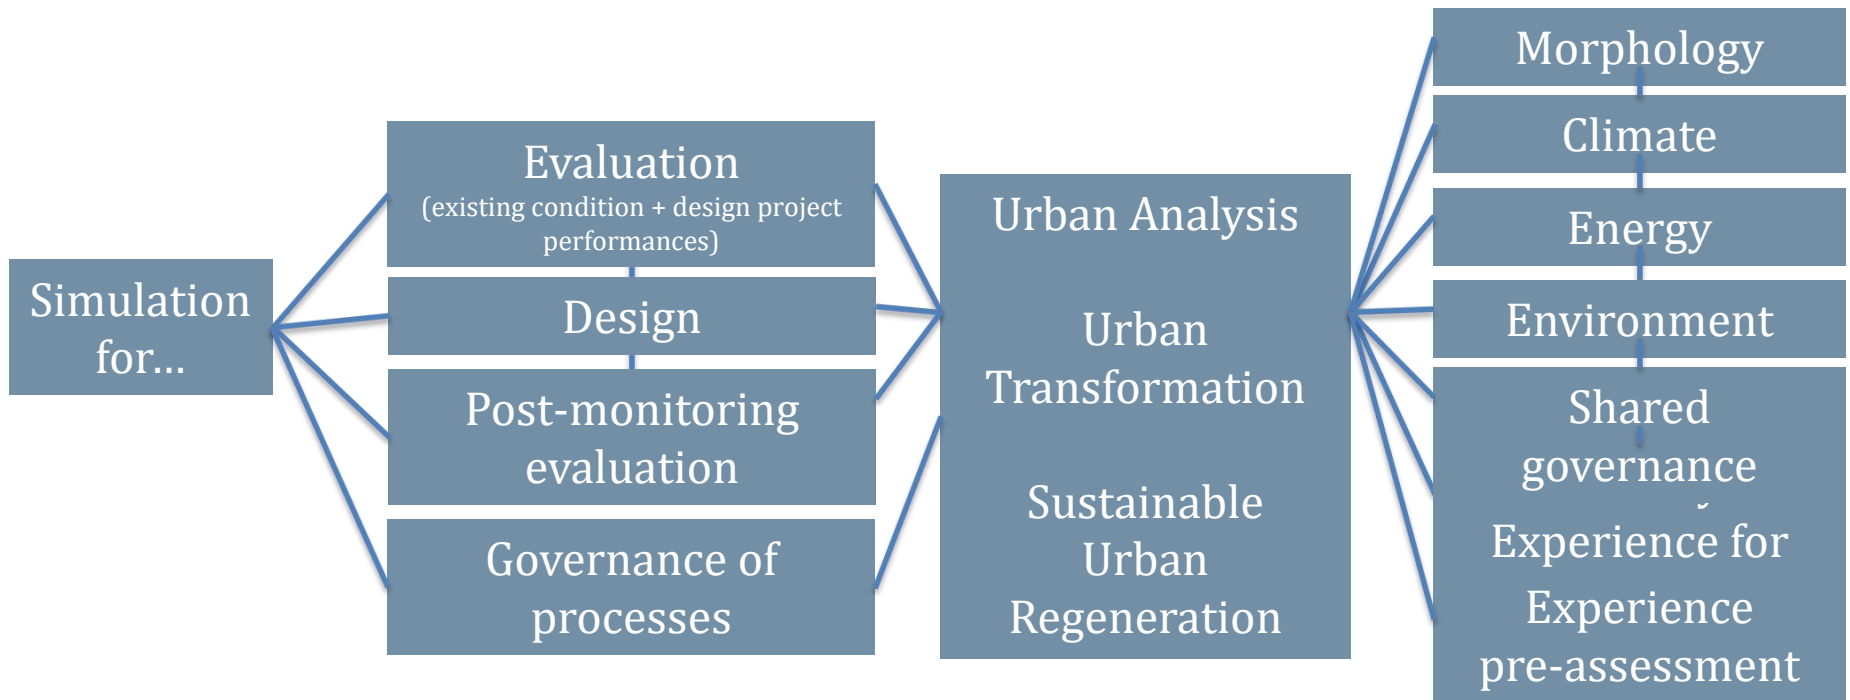 Simulation
for...
Evaluation
(existing condition + design project
performances)
Design
Post-monitoring
evaluation
Governance of
processes
Urban Analysis
Urban
Transformation
Sustainable
Urban
Regeneration
Morphology
Climate
Energy
Environment
Shared
governance
Experience for
Experience
pre-assessment